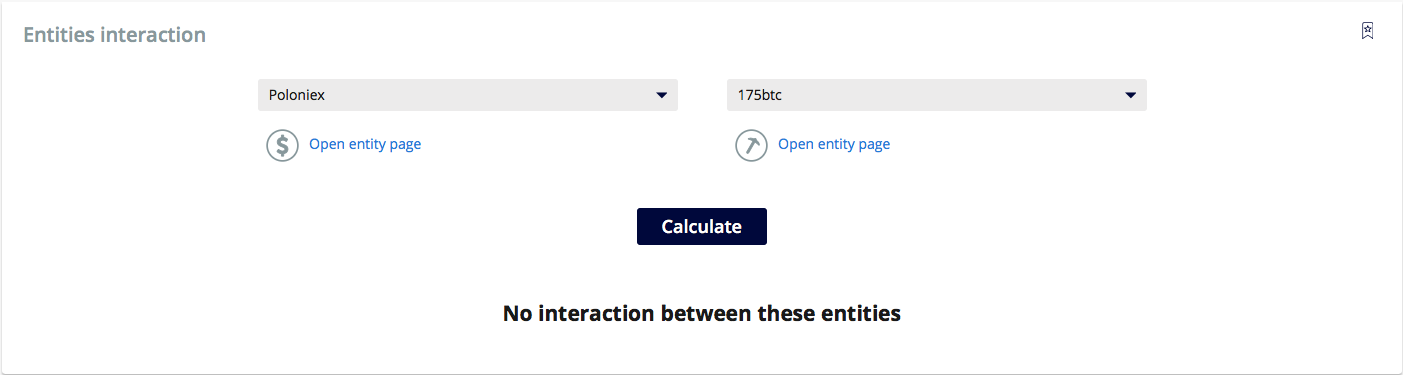 Entities interaction
Poloniex
175btc
$ Open entity page
Open entity page
Calculate
No interaction between these entities